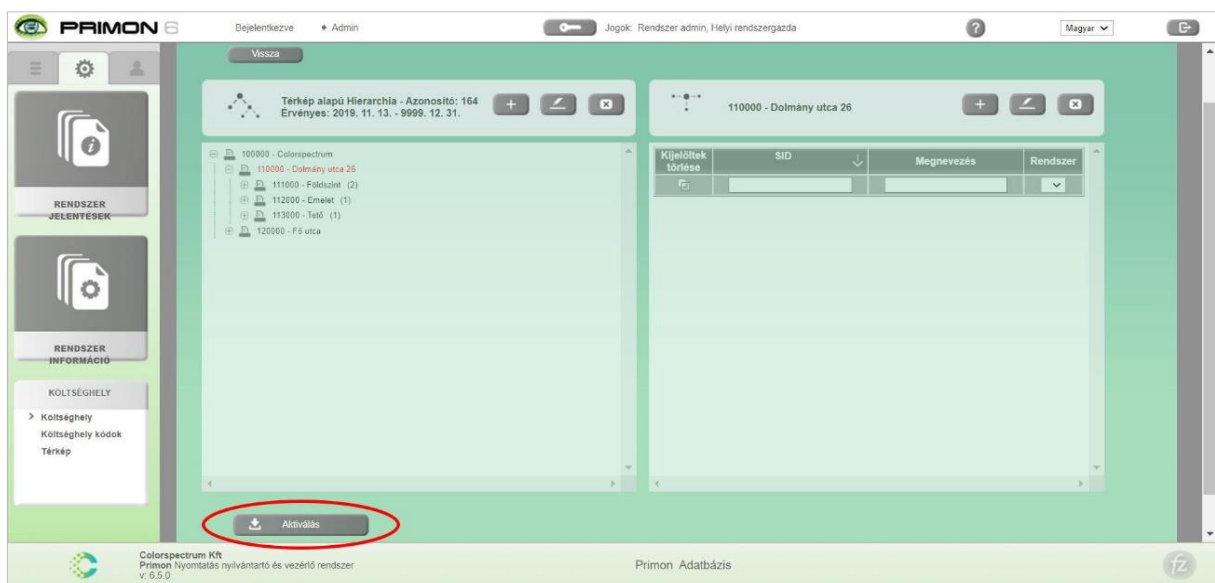 PRIMON 6
Bejelentkezve • Admin
Jogok: Rendszer admin, Helyi rendszergazda
?
Magyar
Vissza
Térkép alapú Hierarchia - Azonosító: 164
Érvényes: 2019. 11. 13. - 9999. 12. 31.
110000 - Dolmány utca 26
100000 - Colorspectrum
110000 - Dolmány utca 26
111000 - Földszint (2)
112000 - Emelet (1)
113000 - Tető (1)
120000 - Fő utca
Kijelöltek törlése
SID
Megnevezés
Rendszer
RENDSZER
JELENTÉSEK
RENDSZER
INFORMÁCIÓ
KÖLTSÉGHELY
> Költséghely
Költséghely kódok
Térkép
Aktiválás
Colorspectrum Kft
Primon Nyomtatás nyilvántartó és vezérlő rendszer
v: 6.5.0
Primon Adatbázis
fz